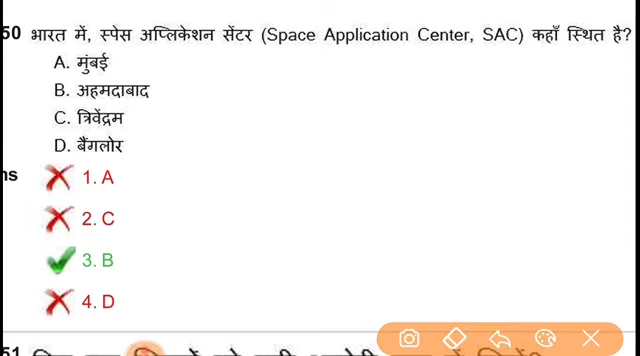 50 भारत में, स्पेस अप्लिकेशन सेंटर (Space Application Center, SAC) कहाँ स्थित है?
A. मुंबई
B. अहमदाबाद
C. त्रिवेंद्रम
D. बैंगलोर
ns
1. A
2. C
3. B
4. D
51